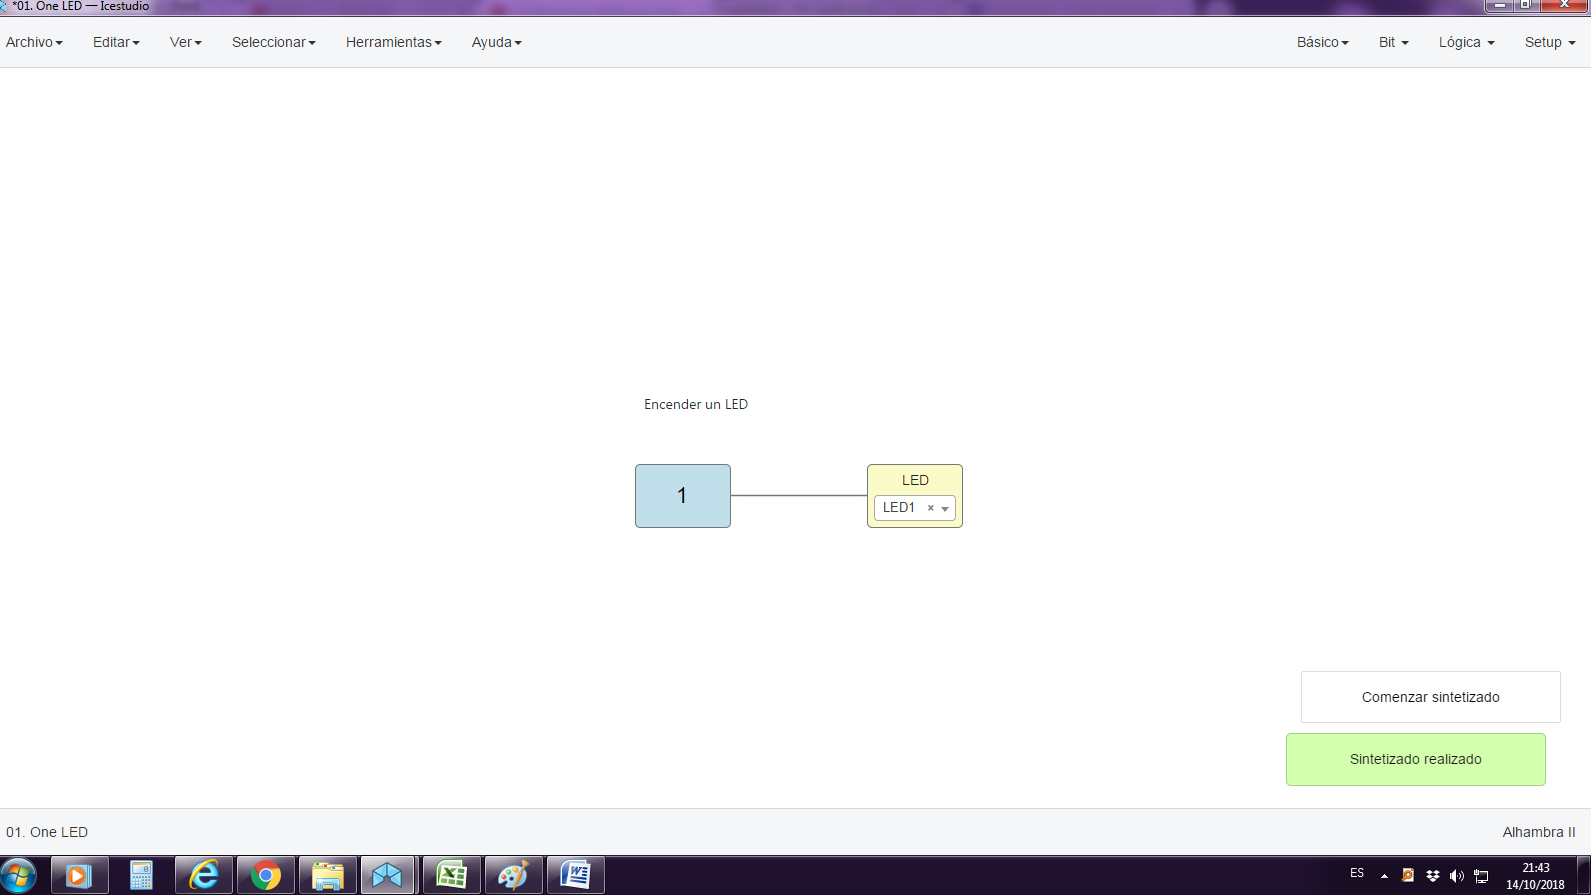 *01. One LED — Icestudio
Archivo Editar Ver Seleccionar Herramientas Ayuda Básico Bit Lógica Setup
Encender un LED
1
LED
LED1 ×
Comenzar sintetizado
Sintetizado realizado
01. One LED Alhambra II
ES
21:43
14/10/2018